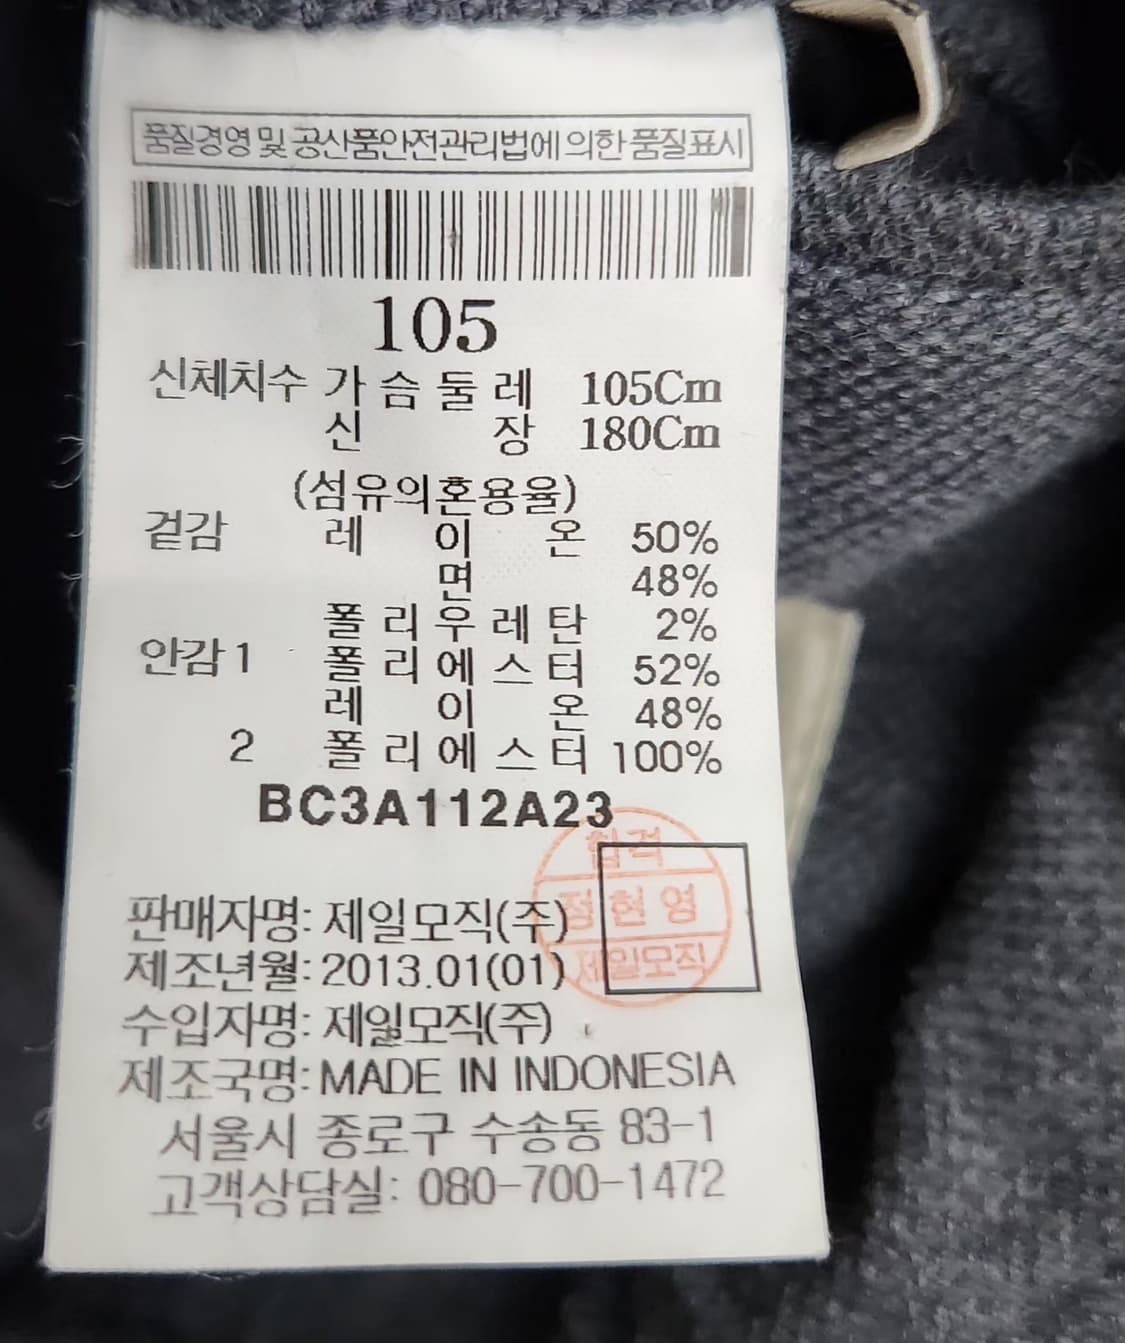 품질경영 및 공산품안전관리법에 의한 품질표시
105
신체치수 가슴둘레 105Cm
신장 180Cm
(섬유의혼용율)
겉감 레이온 50%
면 48%
폴리우레탄 2%
안감1 폴리에스터 52%
레이온 48%
2 폴리에스터 100%
BC3A112A23
합격
정현영
제일모직
판매자명: 제일모직(주)
제조년월: 2013.01(01)
수입자명: 제일모직(주)
제조국명: MADE IN INDONESIA
서울시 종로구 수송동 83-1
고객상담실: 080-700-1472